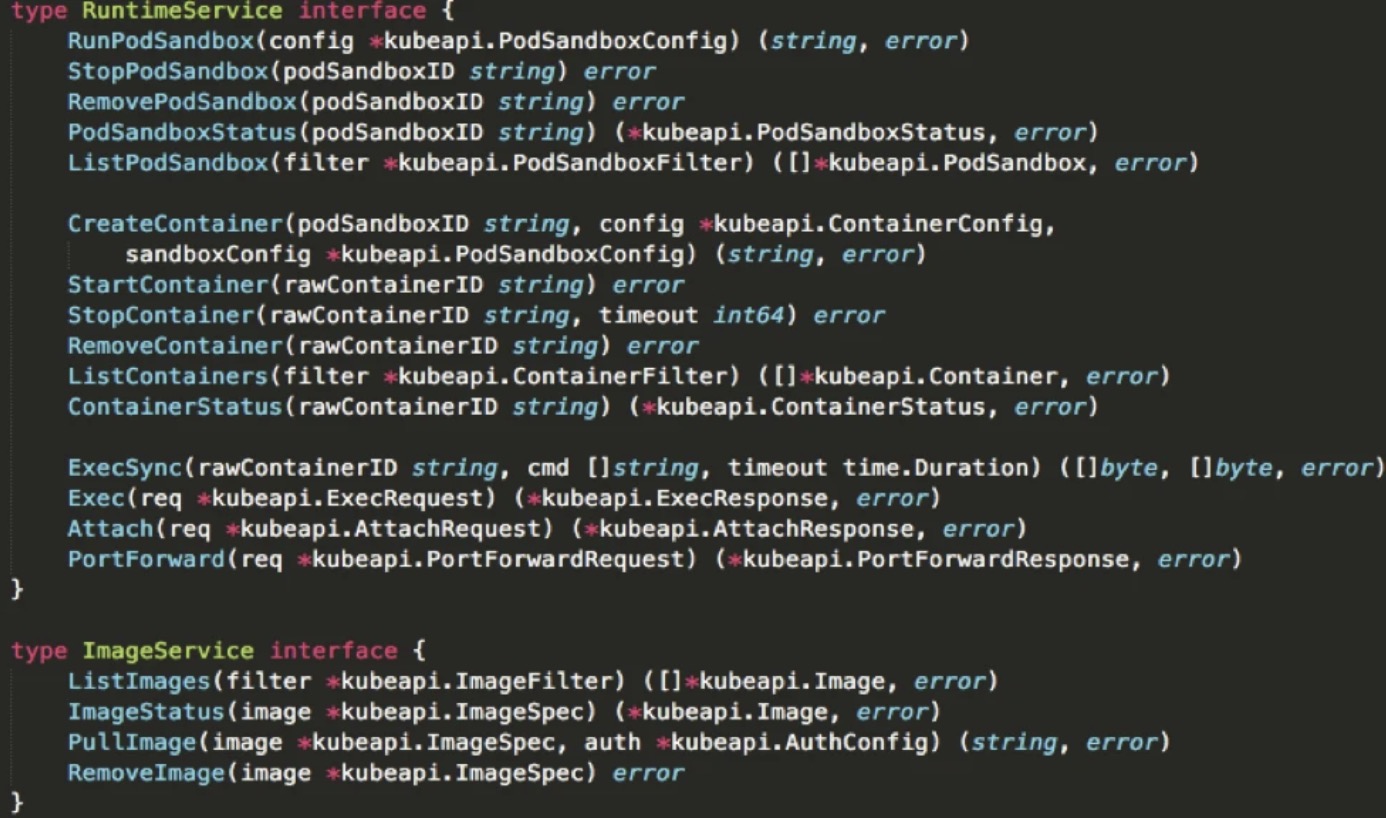 type RuntimeService interface {
    RunPodSandbox(config *kubeapi.PodSandboxConfig) (string, error)
    StopPodSandbox(podSandboxID string) error
    RemovePodSandbox(podSandboxID string) error
    PodSandboxStatus(podSandboxID string) (*kubeapi.PodSandboxStatus, error)
    ListPodSandbox(filter *kubeapi.PodSandboxFilter) ([]*kubeapi.PodSandbox, error)

    CreateContainer(podSandboxID string, config *kubeapi.ContainerConfig,
        sandboxConfig *kubeapi.PodSandboxConfig) (string, error)
    StartContainer(rawContainerID string) error
    StopContainer(rawContainerID string, timeout int64) error
    RemoveContainer(rawContainerID string) error
    ListContainers(filter *kubeapi.ContainerFilter) ([]*kubeapi.Container, error)
    ContainerStatus(rawContainerID string) (*kubeapi.ContainerStatus, error)

    ExecSync(rawContainerID string, cmd []string, timeout time.Duration) ([]byte, []byte, error)
    Exec(req *kubeapi.ExecRequest) (*kubeapi.ExecResponse, error)
    Attach(req *kubeapi.AttachRequest) (*kubeapi.AttachResponse, error)
    PortForward(req *kubeapi.PortForwardRequest) (*kubeapi.PortForwardResponse, error)
}

type ImageService interface {
    ListImages(filter *kubeapi.ImageFilter) ([]*kubeapi.Image, error)
    ImageStatus(image *kubeapi.ImageSpec) (*kubeapi.Image, error)
    PullImage(image *kubeapi.ImageSpec, auth *kubeapi.AuthConfig) (string, error)
    RemoveImage(image *kubeapi.ImageSpec) error
}